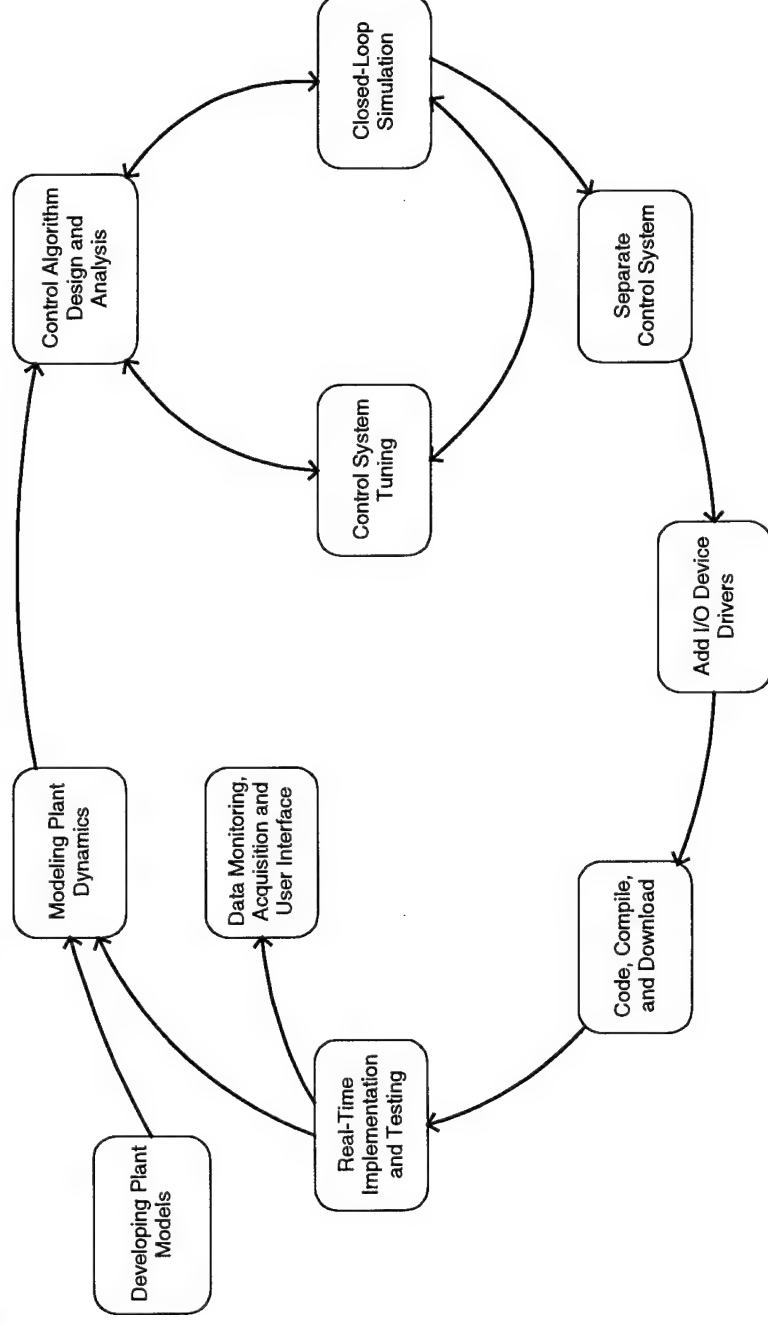 Developing Plant
Models
Modeling Plant
Dynamics
Control Algorithm
Design and
Analysis
Data Monitoring,
Acquisition and
User Interface
Real-Time
Implementation
and Testing
Control System
Tuning
Closed-Loop
Simulation
Code, Compile,
and Download
Separate
Control System
Add I/O Device
Drivers